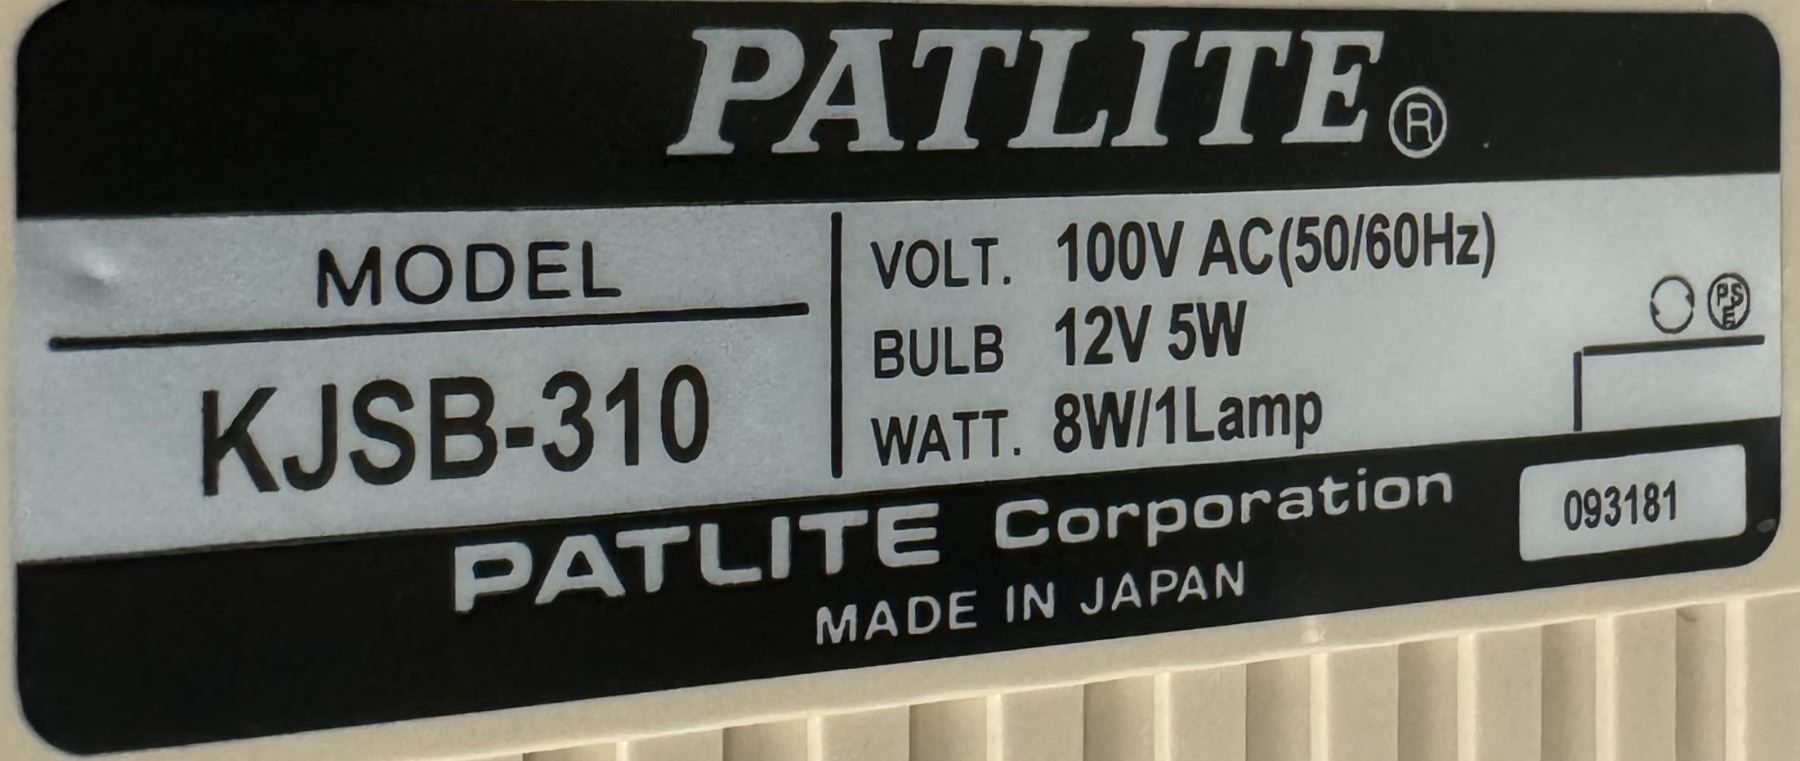 PATLITE®
MODEL
KJSB-310
VOLT. 100V AC(50/60Hz)
BULB 12V 5W
WATT. 8W/1Lamp
PSE
PATLITE Corporation
093181
MADE IN JAPAN